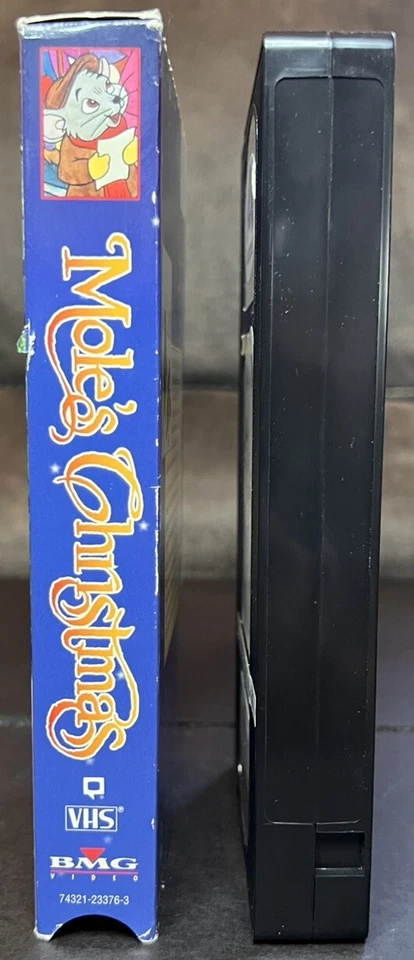 Mole's Christmas
VHS®
BMG
VIDEO
74321-23376-3